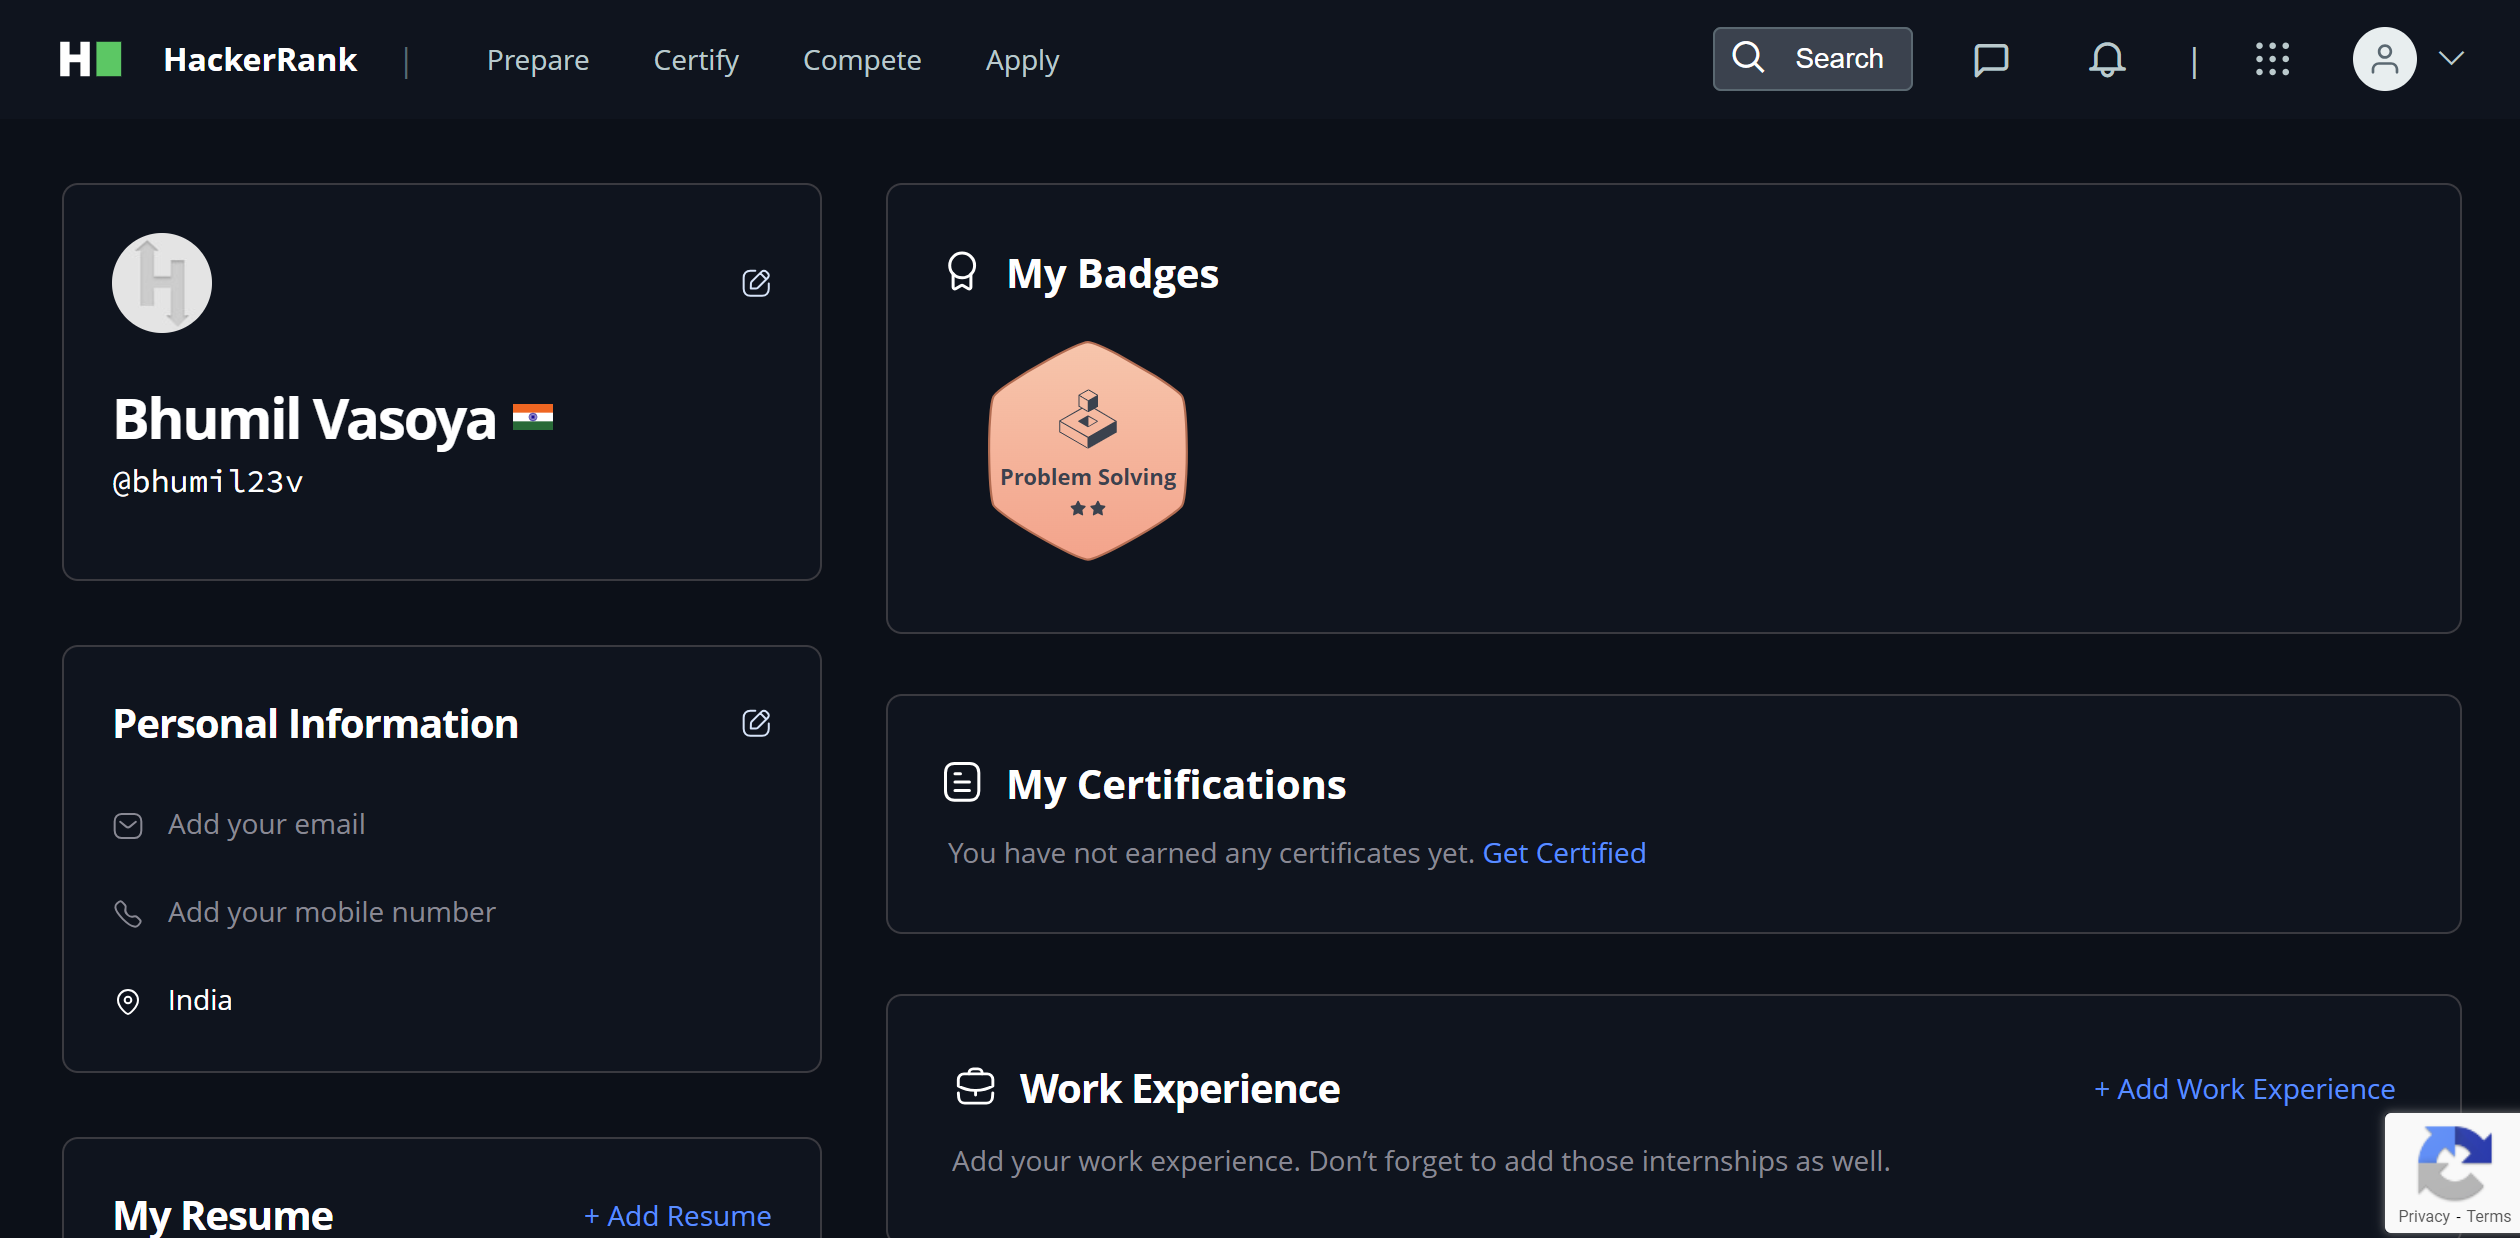 H
HackerRank | Prepare Certify Compete Apply Search |
Bhumil Vasoya
@bhumil23v
Personal Information
Add your email
Add your mobile number
India
My Resume + Add Resume
My Badges
Problem Solving
My Certifications
You have not earned any certificates yet. Get Certified
Work Experience + Add Work Experience
Add your work experience. Don’t forget to add those internships as well.
Privacy - Terms